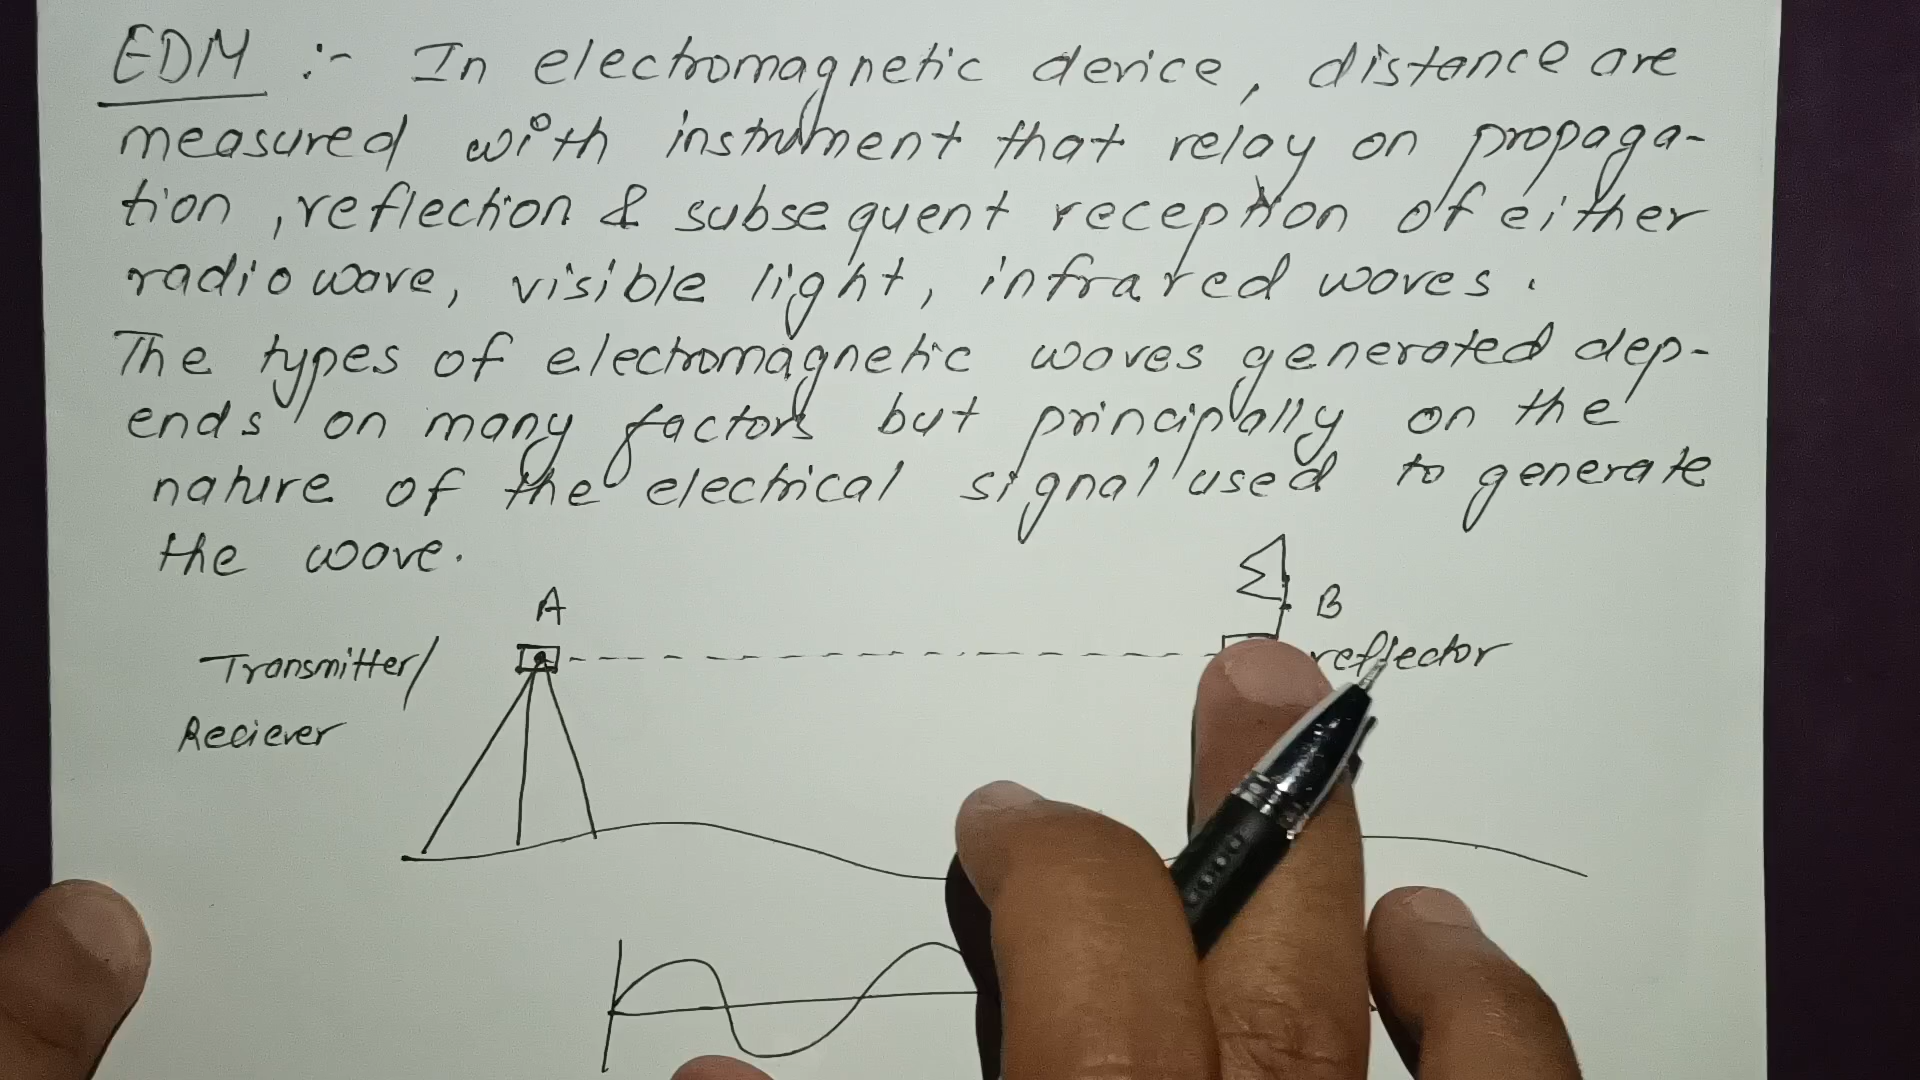 EDM :- In electromagnetic device, distance are
measured with instrument that relay on propaga-
tion, reflection & subsequent reception of either
radio wave, visible light, infrared waves.
The types of electromagnetic waves generated dep-
ends on many factors but principally on the
nature of the electrical signal used to generate
the wave.
A
B
Transmitter/
Reciever
reflector